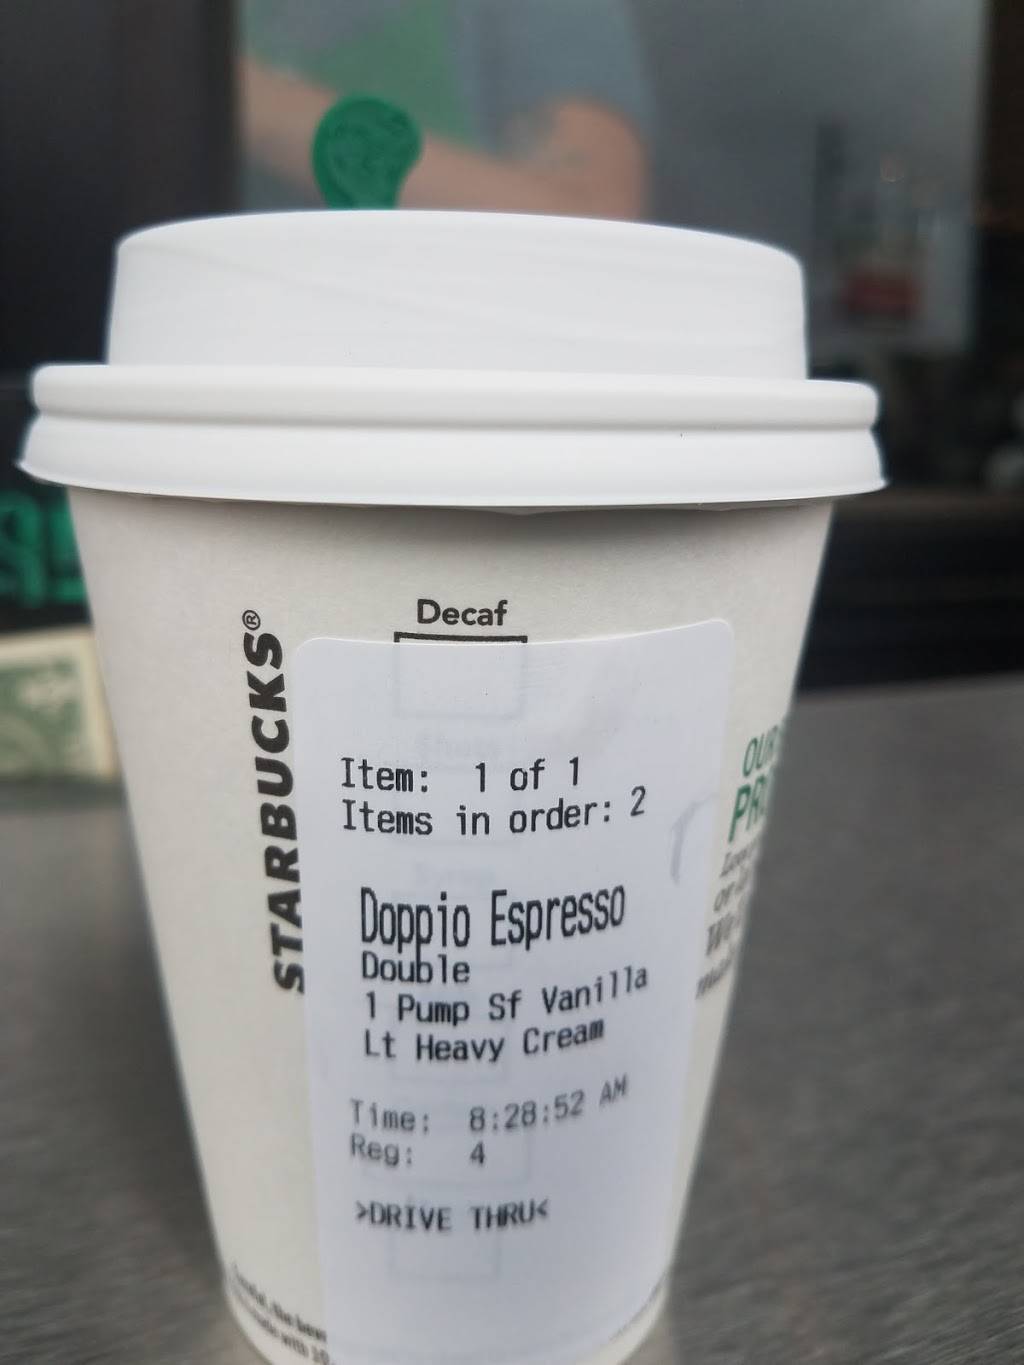 Decaf
STARBUCKS®
Item: 1 of 1
Items in order: 2
Doppio Espresso
Double
1 Pump Sf Vanilla
Lt Heavy Cream
Time: 8:28:52 AM
Reg: 4
>DRIVE THRU<
OUR